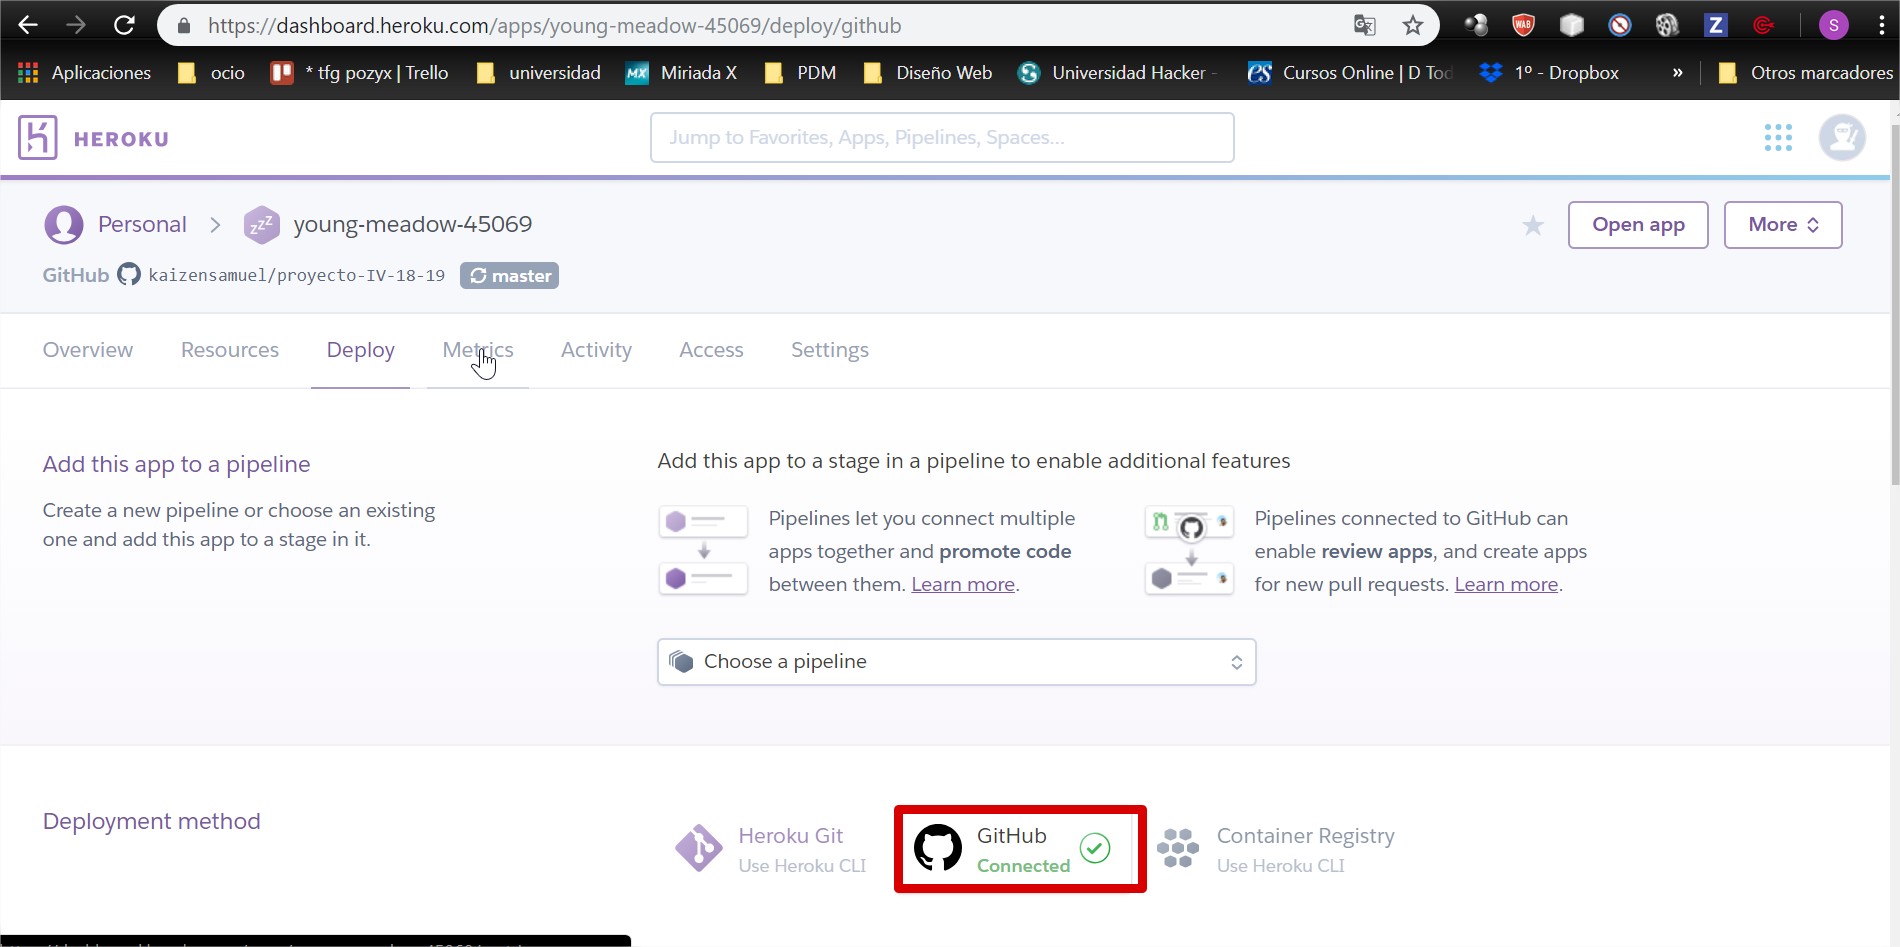 https://dashboard.heroku.com/apps/young-meadow-45069/deploy/github
WAB
Z
S
Aplicaciones
ocio
* tfg pozyx | Trello
universidad
MX
Miriada X
PDM
Diseño Web
Universidad Hacker -
Cursos Online | D Tod
1º - Dropbox
»
Otros marcadores
HEROKU
Jump to Favorites, Apps, Pipelines, Spaces...
Personal > zzz young-meadow-45069
Open app
More
GitHub kaizensamuel/proyecto-IV-18-19 master
Overview
Resources
Deploy
Metrics
Activity
Access
Settings
Add this app to a pipeline
Create a new pipeline or choose an existing
one and add this app to a stage in it.
Add this app to a stage in a pipeline to enable additional features
Pipelines let you connect multiple
apps together and promote code
between them. Learn more.
Pipelines connected to GitHub can
enable review apps, and create apps
for new pull requests. Learn more.
Choose a pipeline
Deployment method
Heroku Git
Use Heroku CLI
GitHub
Connected
Container Registry
Use Heroku CLI